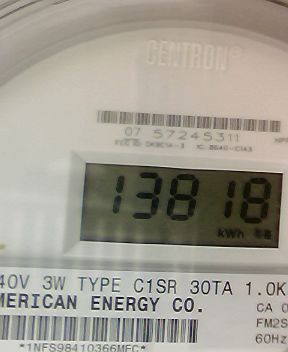 CENTRON®
07 57245311
13818
kWh
40V 3W TYPE C1SR 30TA 1.0K
MERICAN ENERGY CO.
CA 0
FM2S
60Hz
*1NFS98410366MFC*